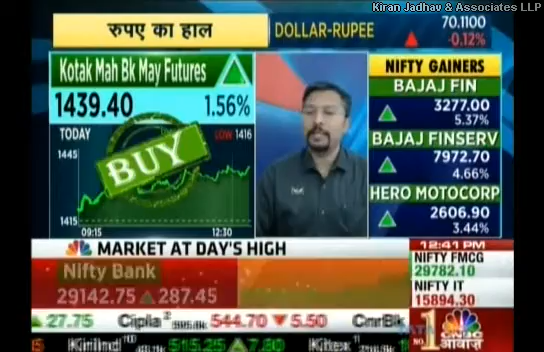 Kiran Jadhav & Associates LLP
रुपए का हाल
DOLLAR-RUPEE
70.1100
-0.12%
Kotak Mah Bk May Futures
1439.40
1.56%
TODAY
LOW 1416
1445
BUY
1415
09:15
12:30
NIFTY GAINERS
BAJAJ FIN
3277.00
5.37%
BAJAJ FINSERV
7972.70
4.66%
HERO MOTOCORP
2606.90
3.44%
MARKET AT DAY'S HIGH
12:41 PM
Nifty Bank
29142.75 287.45
NIFTY FMCG
29782.10
NIFTY IT
15894.30
27.75 Cipla 544.70 5.50
NO. 1
CNBC
आवाज़
515.25 7.80